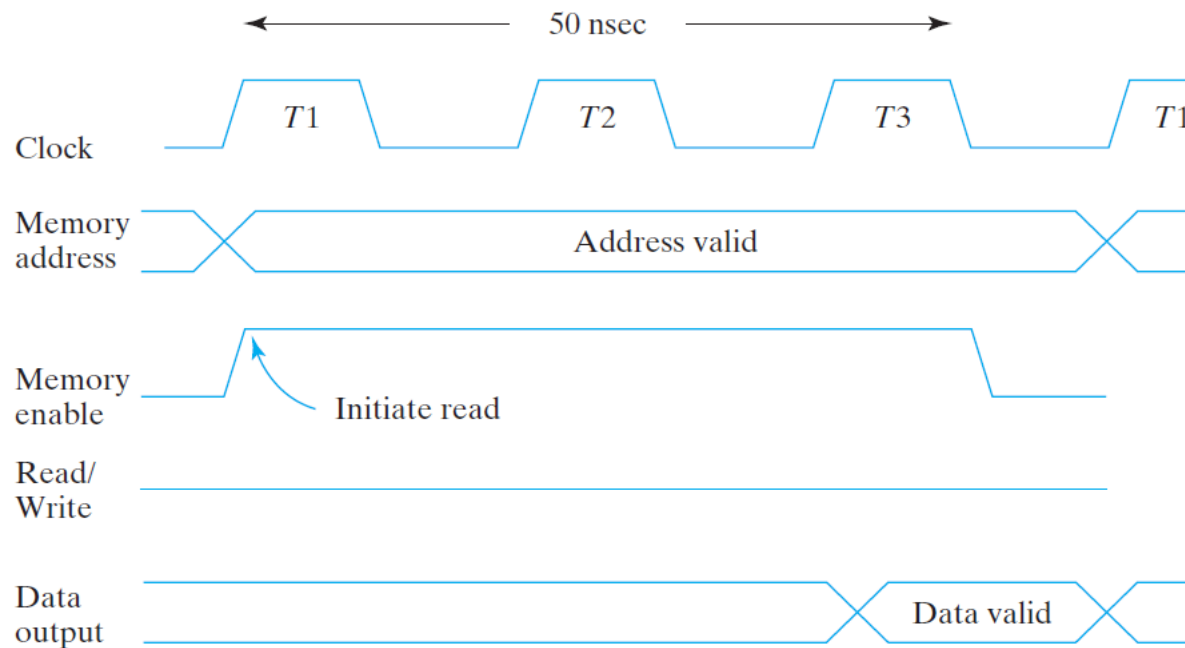 50 nsec
T1 T2 T3 T1
Clock
Memory
address
Address valid
Memory
enable
Initiate read
Read/
Write
Data
output
Data valid